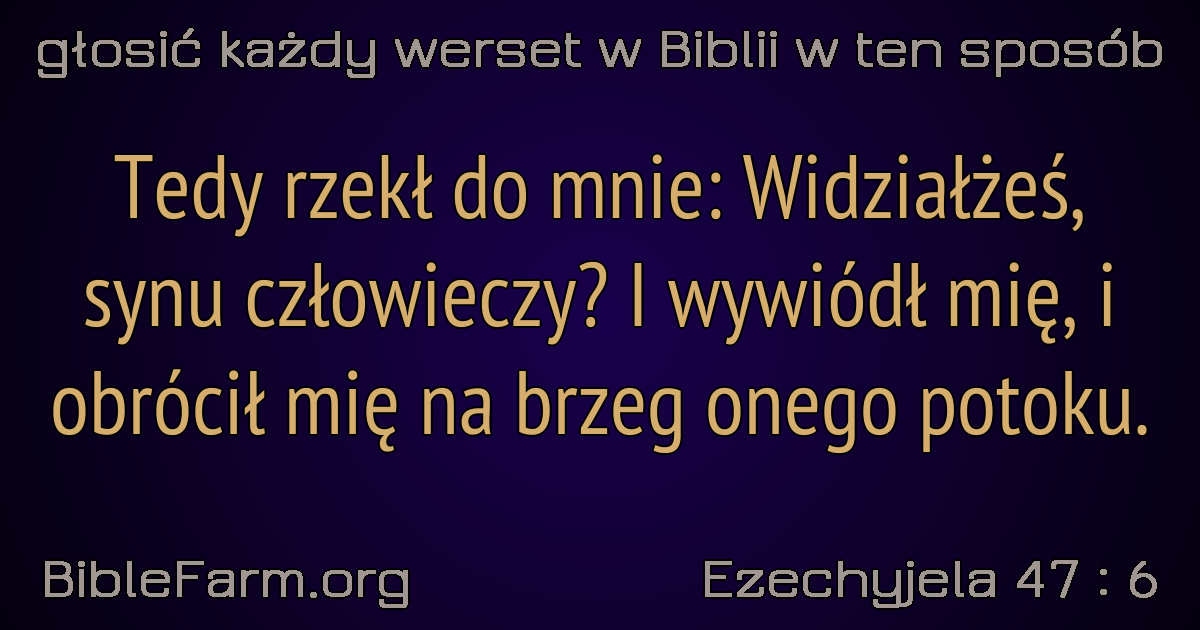 głosić każdy werset w Biblii w ten sposób
Tedy rzekł do mnie: Widziałżeś,
synu człowieczy? I wywiódł mię, i
obrócił mię na brzeg onego potoku.
BibleFarm.org
Ezechyjela 47 : 6